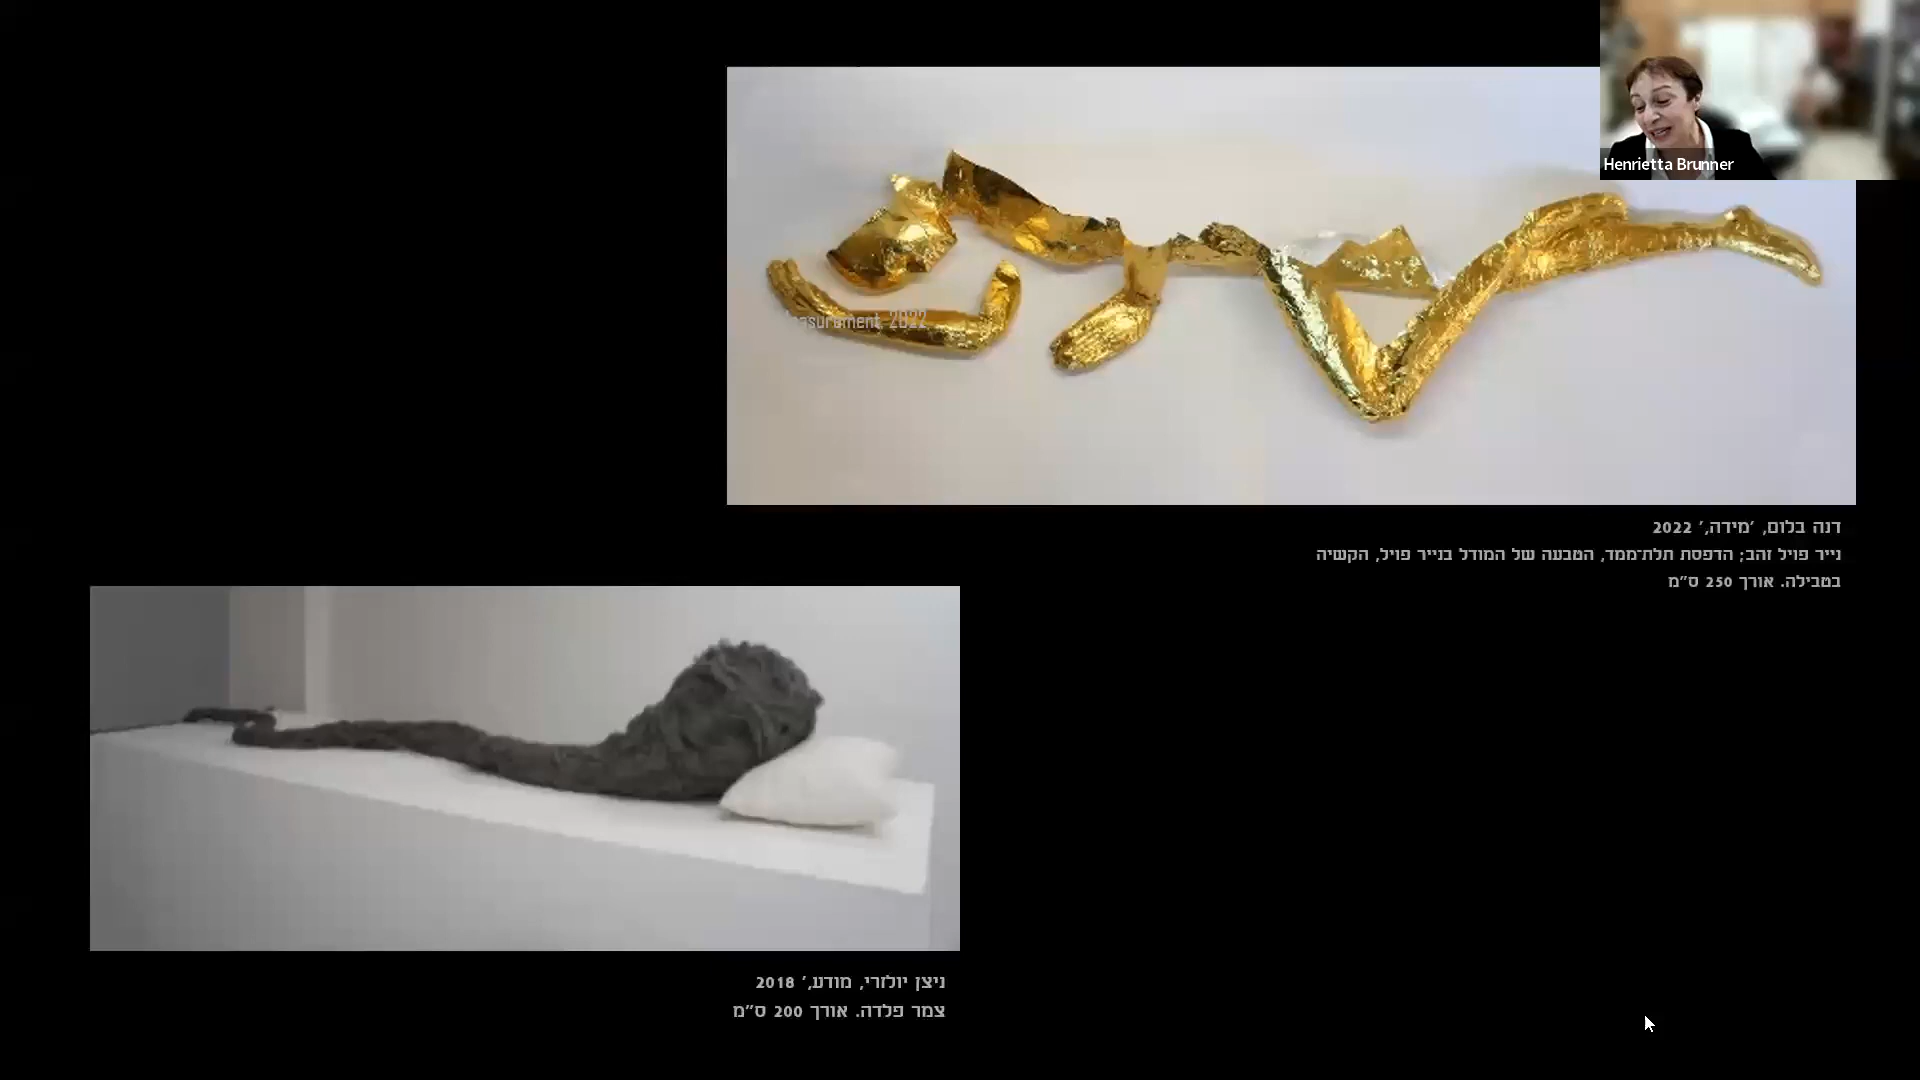 Henrietta Brunner
Measurement, 2022
דנה בלום, 'מידה,' 2022
נייר פויל זהב; הדפסת תלת־ממד, הטבעה של המודל בנייר פויל, הקשיה
בטבילה. אורך 250 ס"מ
ניצן יולזרי, מודע,' 2018
צמר פלדה. אורך 200 ס"מ